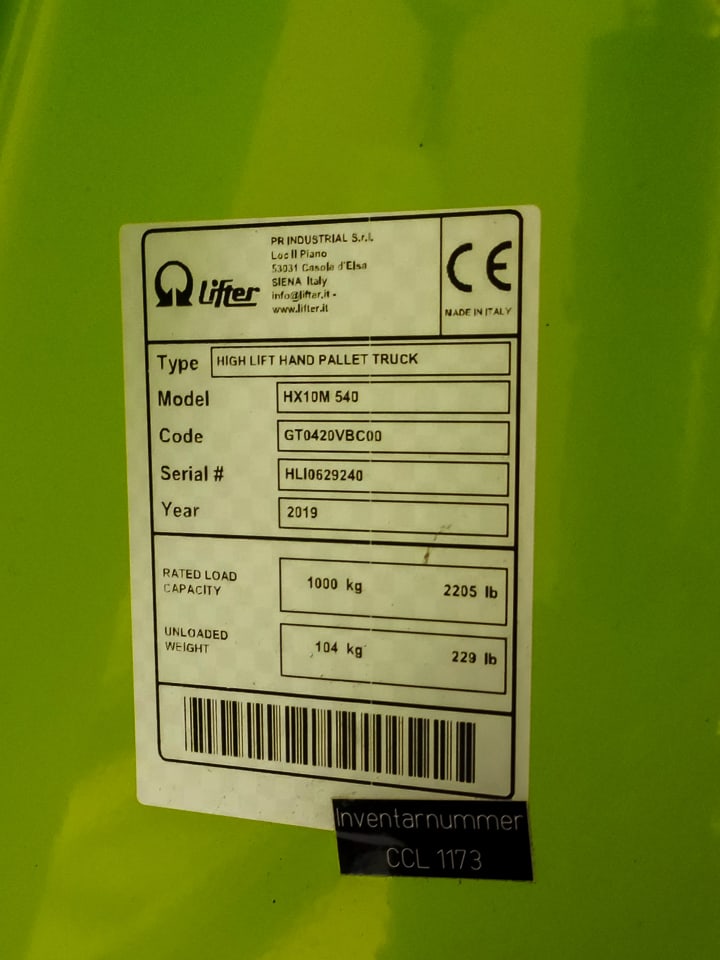 Lifter
PR INDUSTRIAL S.r.l.
Loc Il Piano
53031 Casole d'Elsa
SIENA Italy
info@lifter.it -
www.lifter.it
CE
MADE IN ITALY
Type HIGH LIFT HAND PALLET TRUCK
Model HX10M 540
Code GT0420VBC00
Serial # HLI0629240
Year 2019
RATED LOAD
CAPACITY
1000 kg 2205 lb
UNLOADED
WEIGHT
104 kg 229 lb
Inventarnummer
CCL 1173